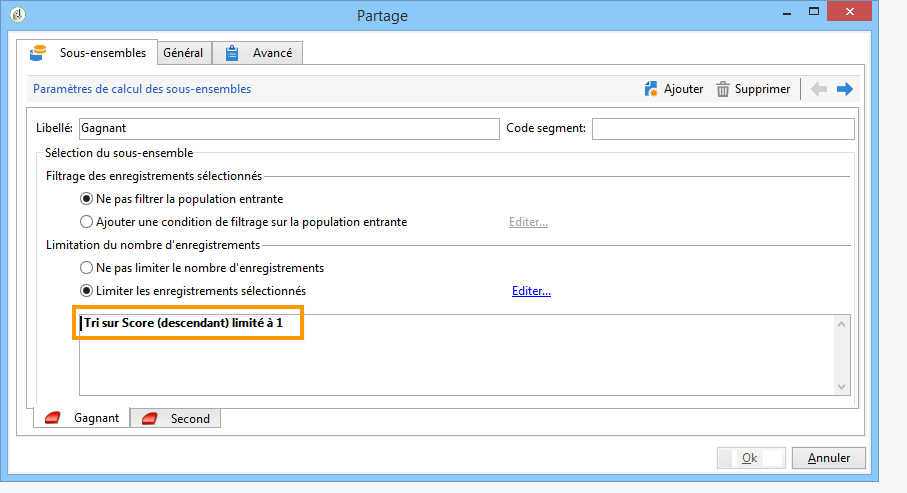 Partage
Sous-ensembles Général Avancé
Paramètres de calcul des sous-ensembles Ajouter Supprimer
Libellé: Gagnant Code segment:
Sélection du sous-ensemble
Filtrage des enregistrements sélectionnés
Ne pas filtrer la population entrante
Ajouter une condition de filtrage sur la population entrante Editer...
Limitation du nombre d'enregistrements
Ne pas limiter le nombre d'enregistrements
Limiter les enregistrements sélectionnés Editer...
Tri sur Score (descendant) limité à 1
Gagnant Second
Ok Annuler